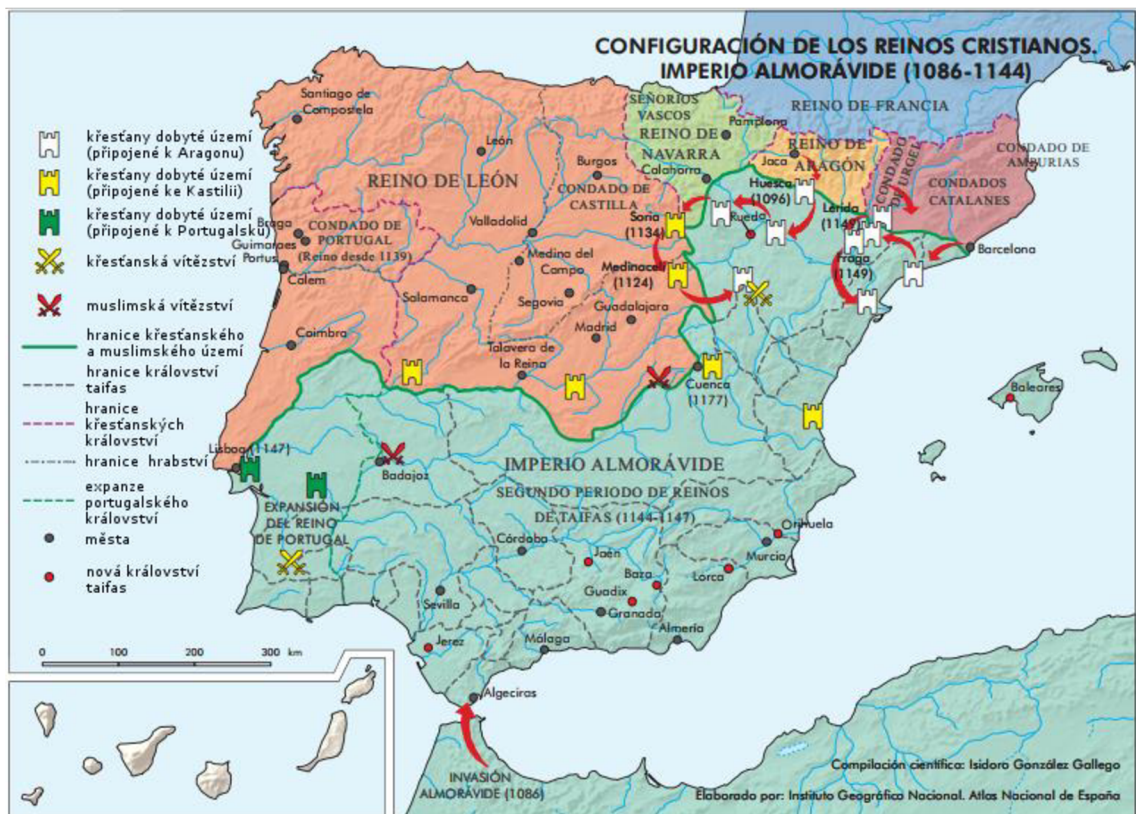 CONFIGURACIÓN DE LOS REINOS CRISTIANOS.
IMPERIO ALMORÁVIDE (1086-1144)
křesťany dobyté území
(připojené k Aragonu)
křesťany dobyté území
(připojené ke Kastilii)
křesťany dobyté území
(připojené k Portugalsku)
křesťanská vítězství
muslimská vítězství
hranice křesťanského
a muslimského území
hranice království
taifas
hranice
křesťanských
království
hranice hrabství
expanze
portugalského
království
města
nová království
taifas
0 100 200 300 km
Santiago de
Compostela
León
Burgos
REINO DE LEÓN
CONDADO DE
CASTILLA
SEÑORIOS
VASCOS
REINO DE
NAVARRA
Pamplona
Calahorra
REINO DE FRANCIA
REINO DE
ARAGÓN
Jaca
CONDADO
DE URGEL
CONDADO DE
AMPURIAS
CONDADOS
CATALANES
Huesca
(1096)
Lérida
(1149)
Rueda
Soria
(1134)
Fraga
(1149)
Barcelona
Braga
Guimaraes
Portus
Calem
CONDADO DE
PORTUGAL
(Reino desde 1139)
Valladolid
Medina del
Campo
Medinaceli
(1124)
Salamanca
Segovia
Guadalajara
Madrid
Coimbra
Talavera de
la Reina
Cuenca
(1177)
Baleares
Lisboa (1147)
Badajoz
IMPERIO ALMORÁVIDE
SEGUNDO PERIODO DE REINOS
DE TAIFAS (1144-1147)
EXPANSIÓN
DEL REINO
DE PORTUGAL
Córdoba
Jaén
Orihuela
Murcia
Baza
Lorca
Guadix
Sevilla
Granada
Jerez
Málaga
Almería
Algeciras
INVASIÓN
ALMORÁVIDE (1086)
Compilación científica: Isidoro González Gallego
Elaborado por: Instituto Geográfico Nacional. Atlas Nacional de España